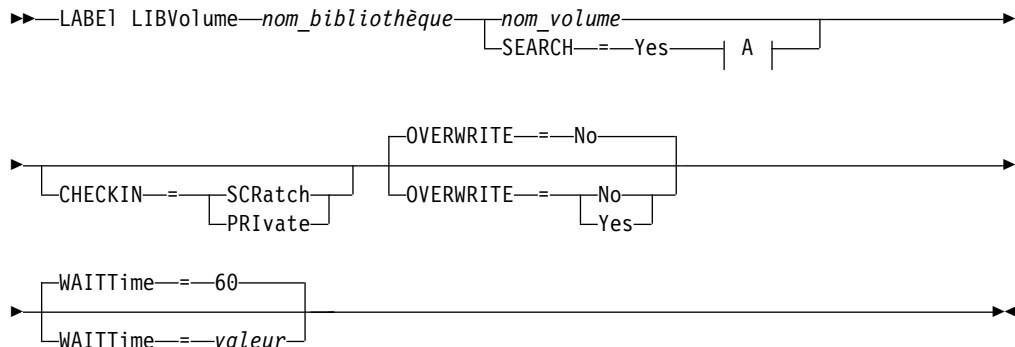 LABEl LIBVolume nom_bibliothèque nom_volume
SEARCH = Yes A
OVERWRITE = No
CHECKIN = SCRatch OVERWRITE = No
PRIvate Yes
WAITTime = 60
WAITTime = valeur